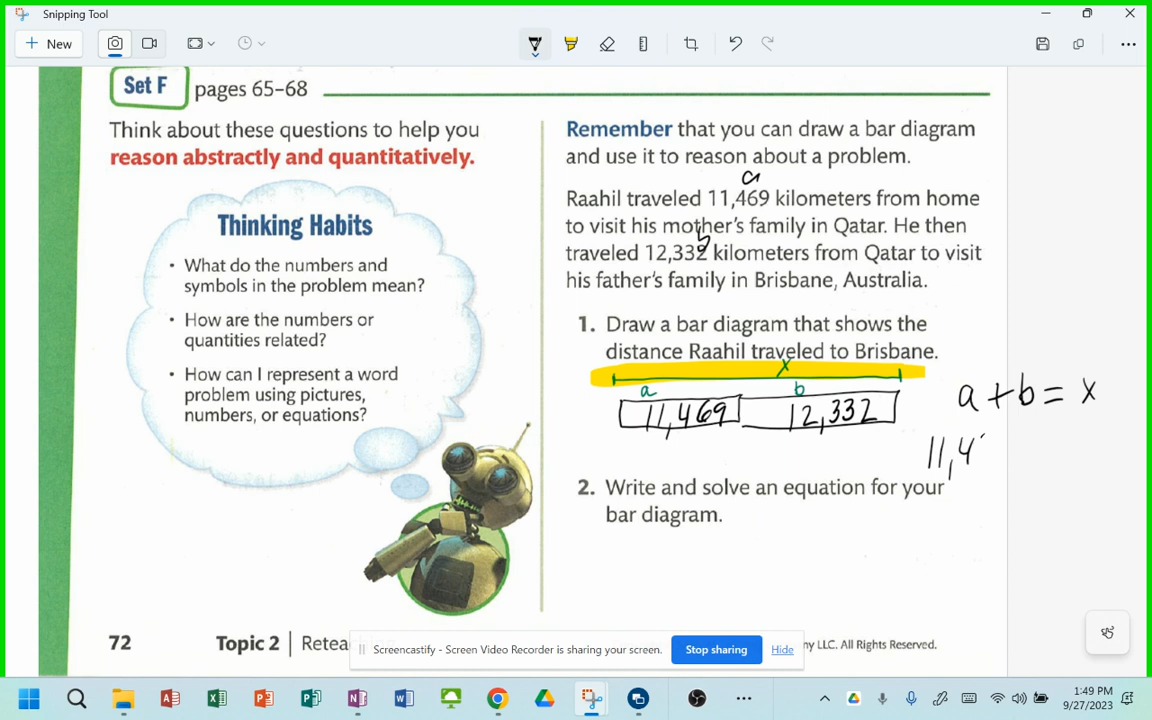 Snipping Tool
New
Set F pages 65–68
Think about these questions to help you
reason abstractly and quantitatively.
Thinking Habits
• What do the numbers and
symbols in the problem mean?
• How are the numbers or
quantities related?
• How can I represent a word
problem using pictures,
numbers, or equations?
Remember that you can draw a bar diagram
and use it to reason about a problem.
a
Raahil traveled 11,469 kilometers from home
to visit his mother's family in Qatar. He then
b
traveled 12,332 kilometers from Qatar to visit
his father's family in Brisbane, Australia.
1. Draw a bar diagram that shows the
distance Raahil traveled to Brisbane.
x
a b
11,469 12,332
a + b = x
11,4
2. Write and solve an equation for your
bar diagram.
72 Topic 2 | Retea
ny LLC. All Rights Reserved.
Screencastify - Screen Video Recorder is sharing your screen. Stop sharing Hide
1:49 PM
9/27/2023